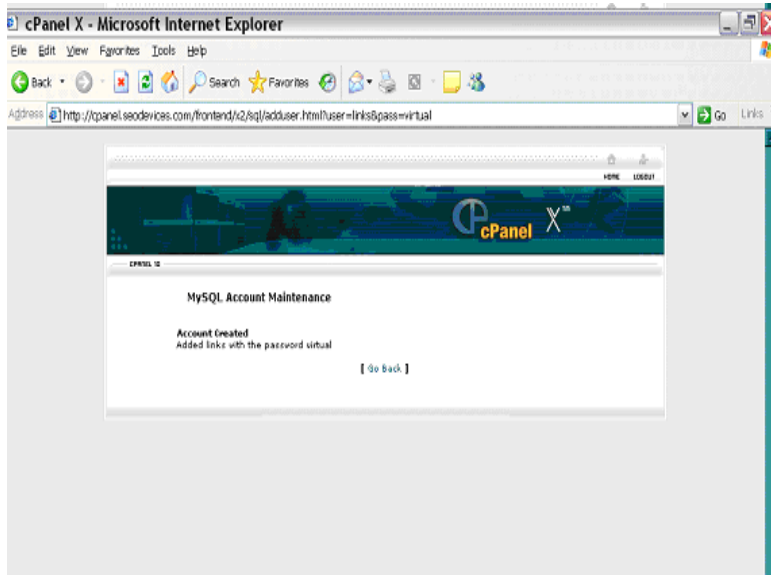 cPanel X - Microsoft Internet Explorer
File Edit View Favorites Tools Help
Back Search Favorites
Address http://cpanel.seodevices.com/frontend/x2/sql/adduser.html?user=links&pass=virtual Go Links
HOME LOGOUT
cPanel X™
CPANEL 10
MySQL Account Maintenance
Account Created
Added links with the password virtual
[ Go Back ]